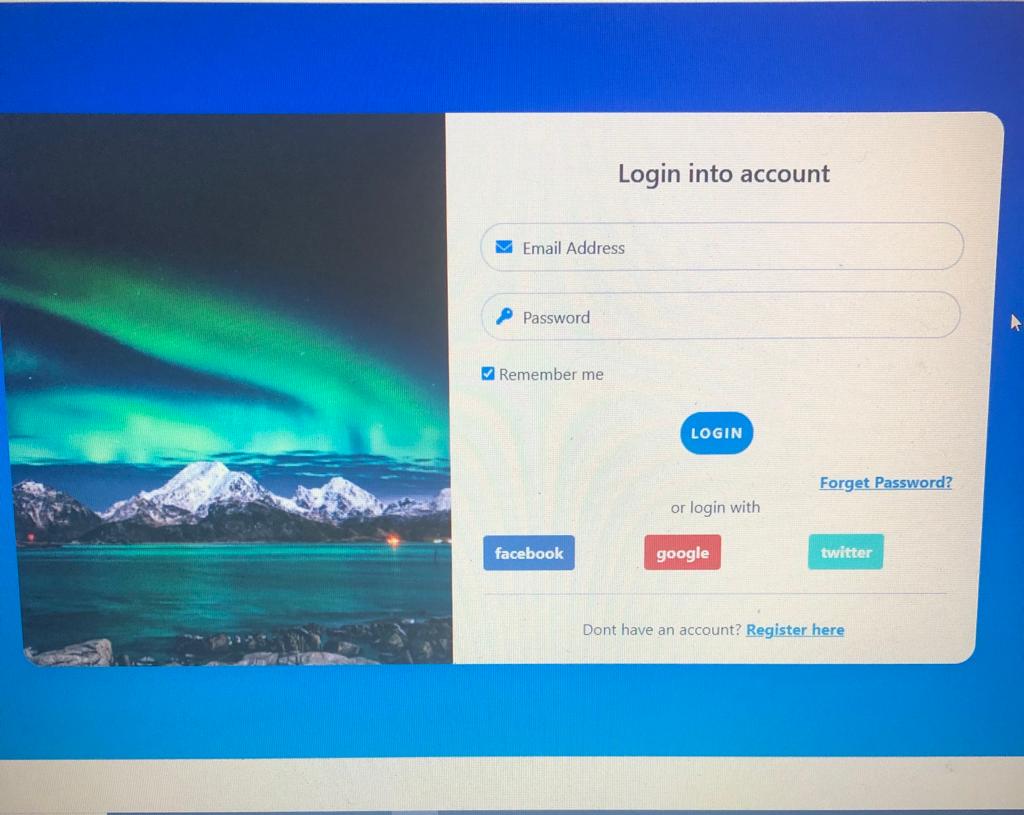 Login into account
Email Address
Password
Remember me
LOGIN
Forget Password?
or login with
facebook
google
twitter
Dont have an account? Register here